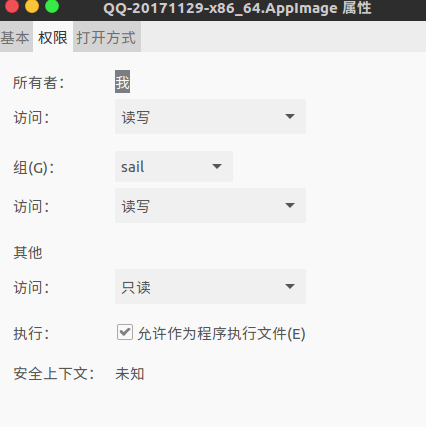 QQ-20171129-x86_64.AppImage 属性
基本 权限 打开方式
所有者： 我
访问： 读写
组(G)： sail
访问： 读写
其他
访问： 只读
执行： 允许作为程序执行文件(E)
安全上下文： 未知